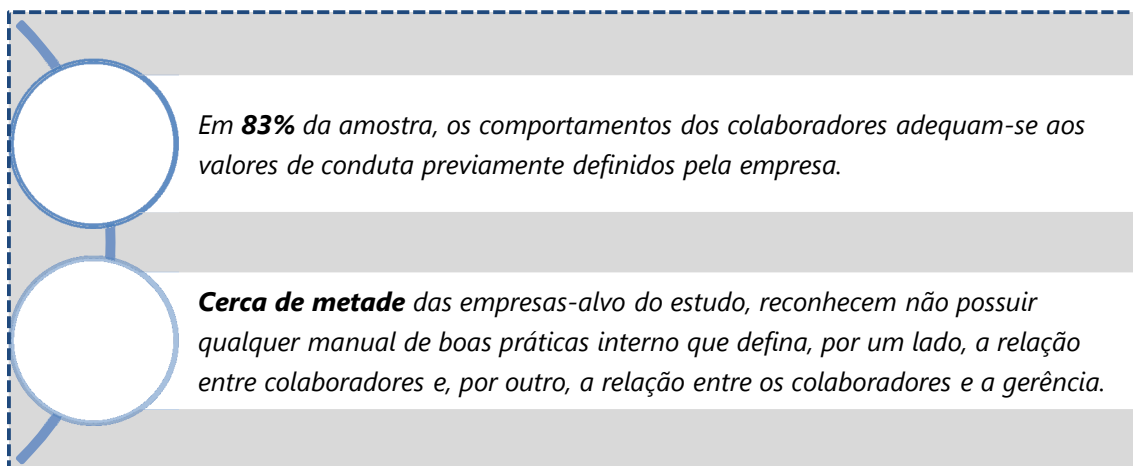 Em 83% da amostra, os comportamentos dos colaboradores adequam-se aos
valores de conduta previamente definidos pela empresa.
Cerca de metade das empresas-alvo do estudo, reconhecem não possuir
qualquer manual de boas práticas interno que defina, por um lado, a relação
entre colaboradores e, por outro, a relação entre os colaboradores e a gerência.